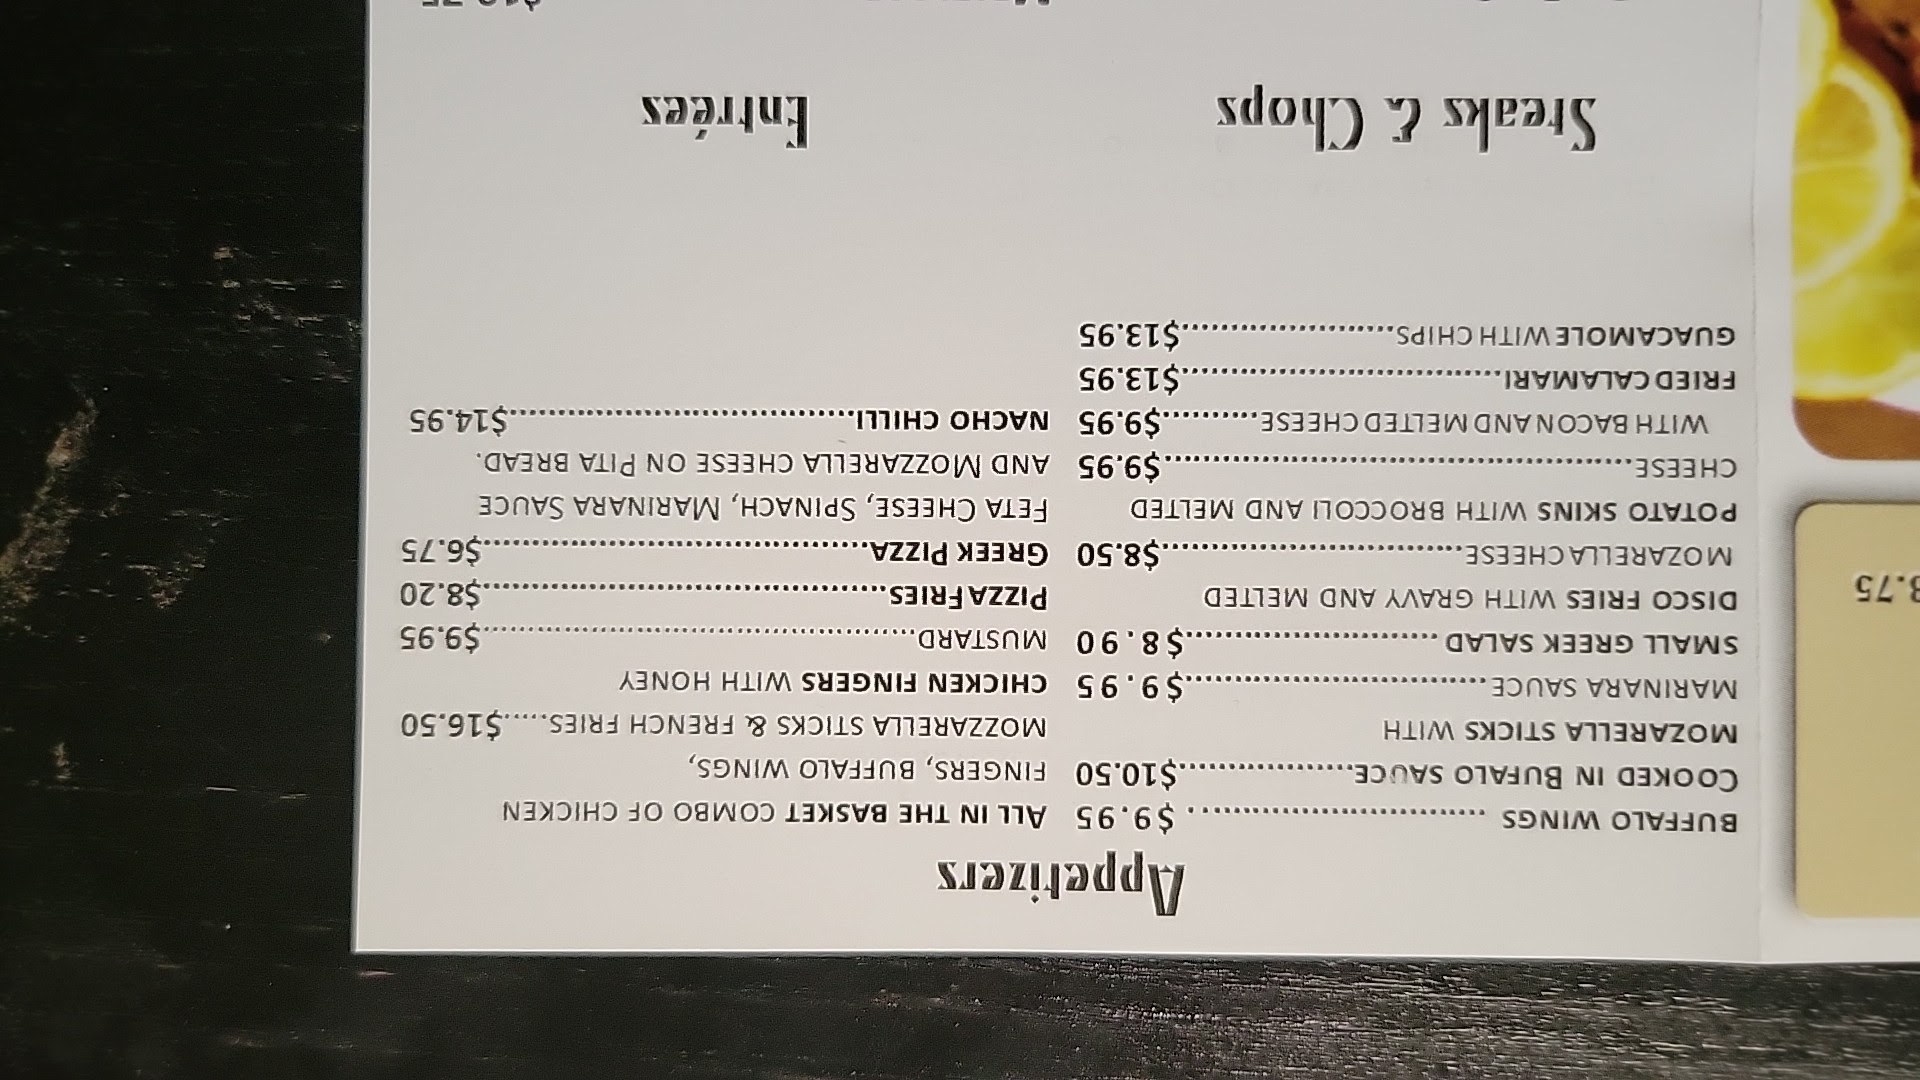 Appetizers
BUFFALO WINGS ................................ $9.95
COOKED IN BUFALO SAUCE....................$10.50
MOZARELLA STICKS WITH
MARINARA SAUCE ..................................$9.95
SMALL GREEK SALAD .............................$8.90
DISCO FRIES WITH GRAVY AND MELTED
MOZARELLA CHEESE..................................$8.50
POTATO SKINS WITH BROCCOLI AND MELTED
CHEESE.....................................................$9.95
WITH BACON AND MELTED CHEESE............$9.95
FRIED CALAMARI....................................$13.95
GUACAMOLE WITH CHIPS........................$13.95
ALL IN THE BASKET COMBO OF CHICKEN
FINGERS, BUFFALO WINGS,
MOZZARELLA STICKS & FRENCH FRIES......$16.50
CHICKEN FINGERS WITH HONEY
MUSTARD.................................................$9.95
PIZZA FRIES..............................................$8.20
GREEK PIZZA............................................$6.75
FETA CHEESE, SPINACH, MARINARA SAUCE
AND MOZZARELLA CHEESE ON PITA BREAD.
NACHO CHILLI.......................................$14.95
Steaks & Chops
Entrées